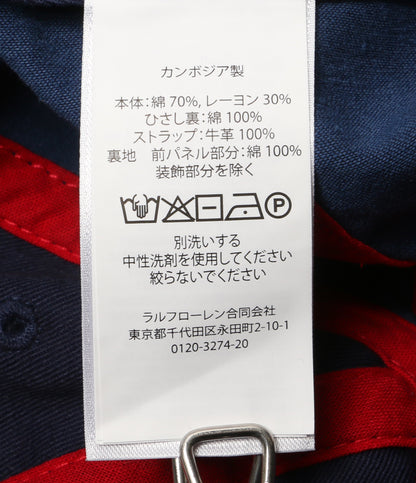 カンボジア製
本体：綿 70%, レーヨン 30%
ひさし裏：綿 100%
ストラップ：牛革 100%
裏地　前パネル部分：綿 100%
装飾部分を除く
P
別洗いする
中性洗剤を使用してください
絞らないでください
ラルフローレン合同会社
東京都千代田区永田町2-10-1
0120-3274-20